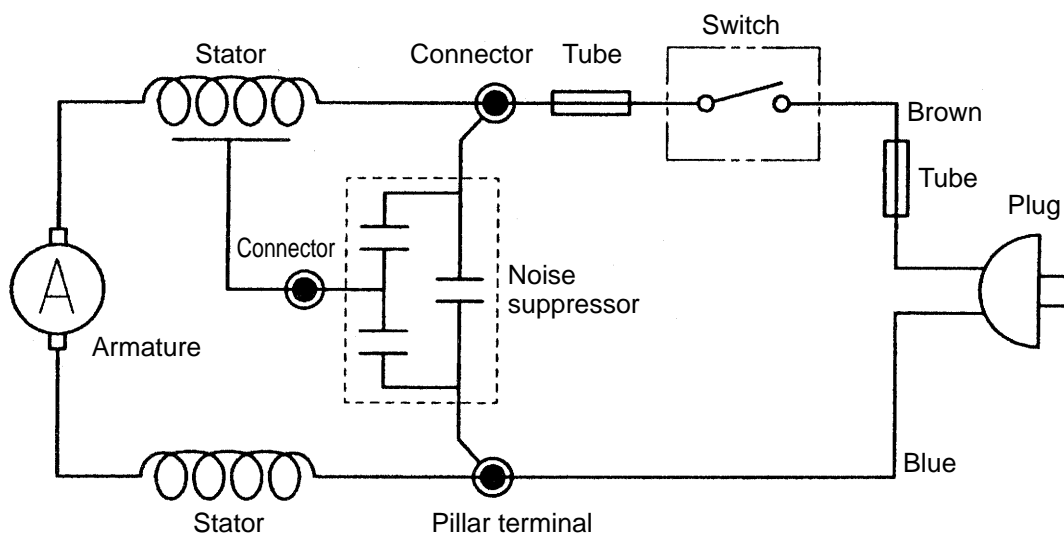 Switch
Stator
Connector
Tube
Brown
Tube
Plug
Connector
Noise
suppressor
A
Armature
Blue
Stator
Pillar terminal